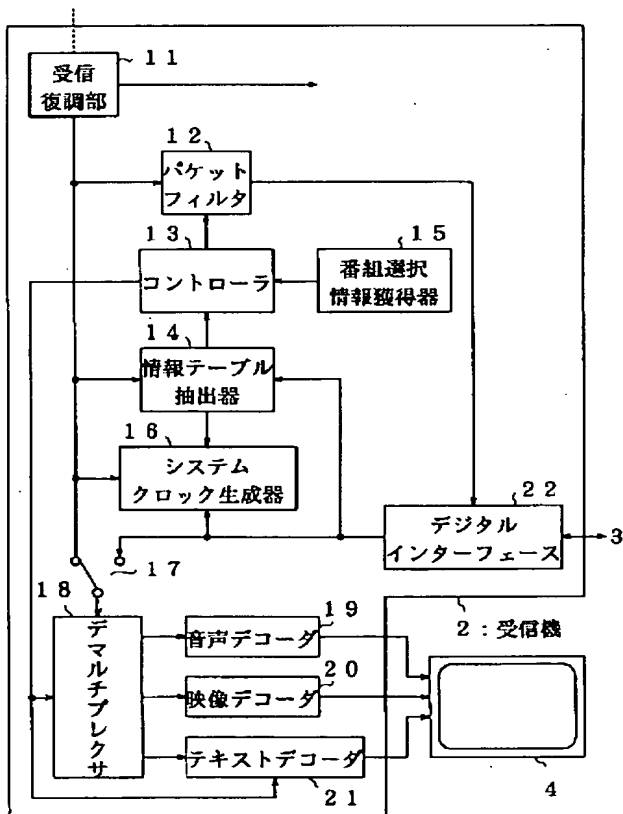 11
受信
復調部
12
パケット
フィルタ
13
コントローラ
15
番組選択
情報獲得器
14
情報テーブル
抽出器
16
システム
クロック生成器
22
デジタル
インターフェース
3
17
18
デマルチプレクサ
19
音声デコーダ
2:受信機
20
映像デコーダ
テキストデコーダ
21
4